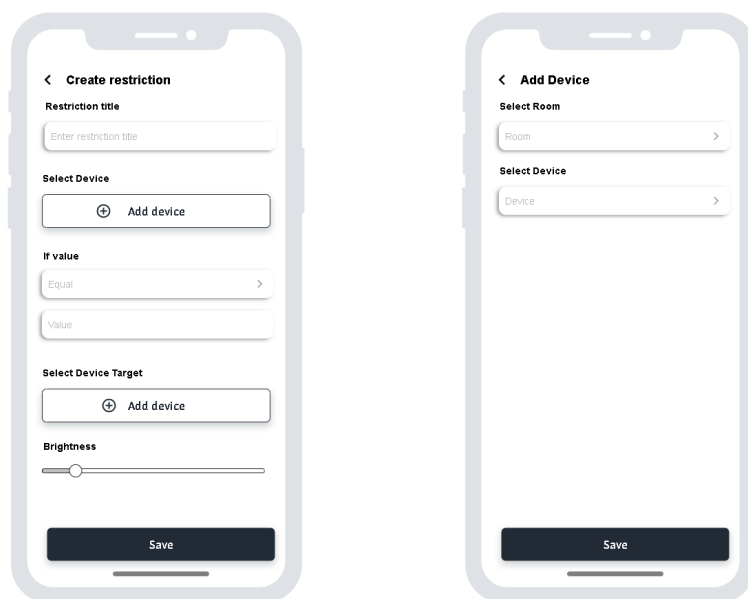 Create restriction
Restriction title
Enter restriction title
Select Device
Add device
If value
Equal
Value
Select Device Target
Add device
Brightness
Save
Add Device
Select Room
Room
Select Device
Device
Save